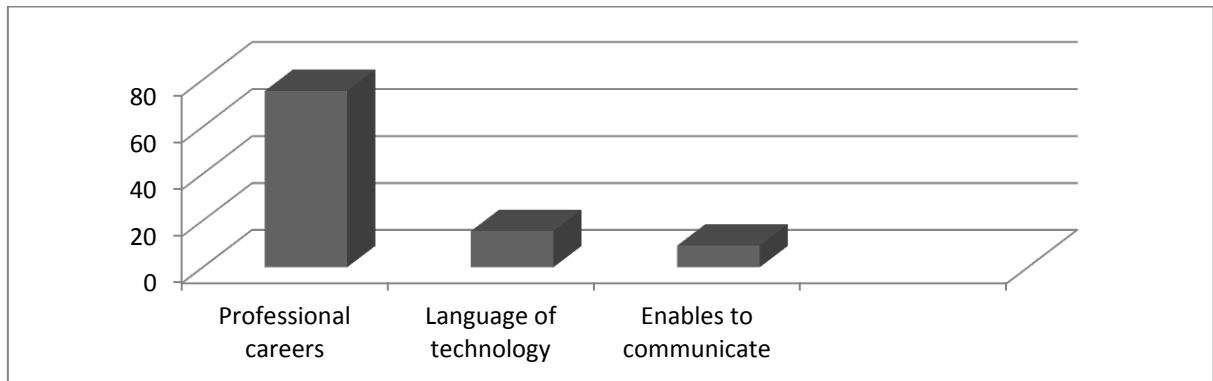 80
60
40
20
0
Professional careers
Language of technology
Enables to communicate